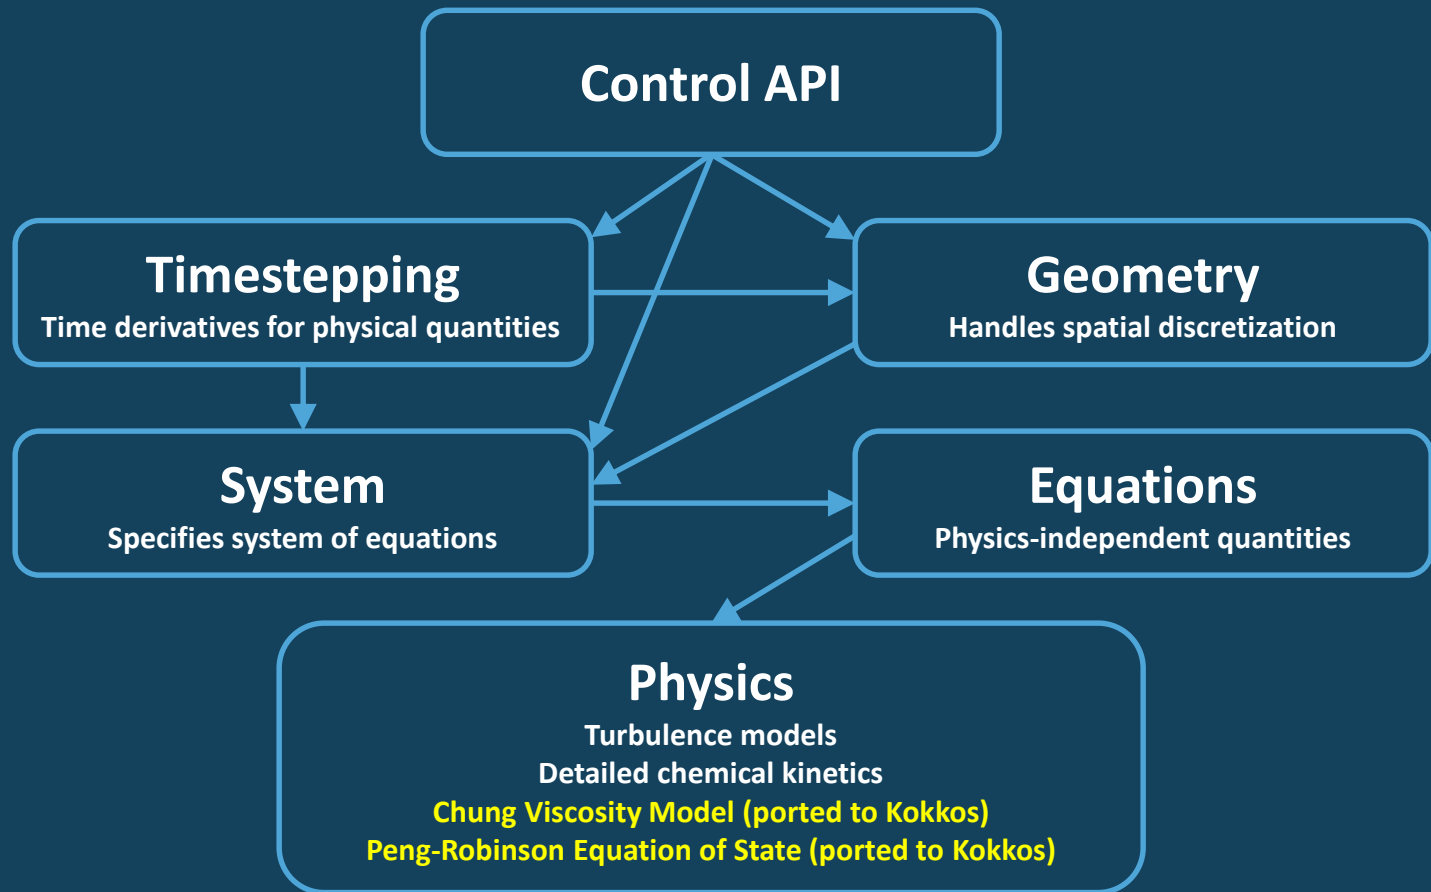 Control API
Timestepping
Time derivatives for physical quantities
Geometry
Handles spatial discretization
System
Specifies system of equations
Equations
Physics-independent quantities
Physics
Turbulence models
Detailed chemical kinetics
Chung Viscosity Model (ported to Kokkos)
Peng-Robinson Equation of State (ported to Kokkos)